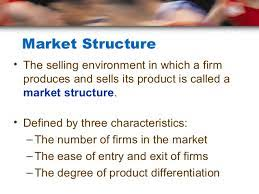 Market Structure
• The selling environment in which a firm
produces and sells its product is called a
market structure.
• Defined by three characteristics:
– The number of firms in the market
– The ease of entry and exit of firms
– The degree of product differentiation